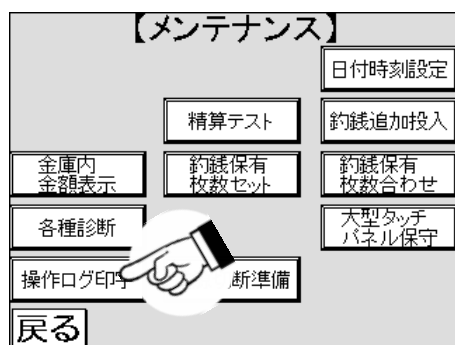 【メンテナンス】
日付時刻設定
精算テスト
釣銭追加投入
金庫内
金額表示
釣銭保有
枚数セット
釣銭保有
枚数合わせ
各種診断
大型タッチ
パネル保守
操作ログ印字
断準備
戻る